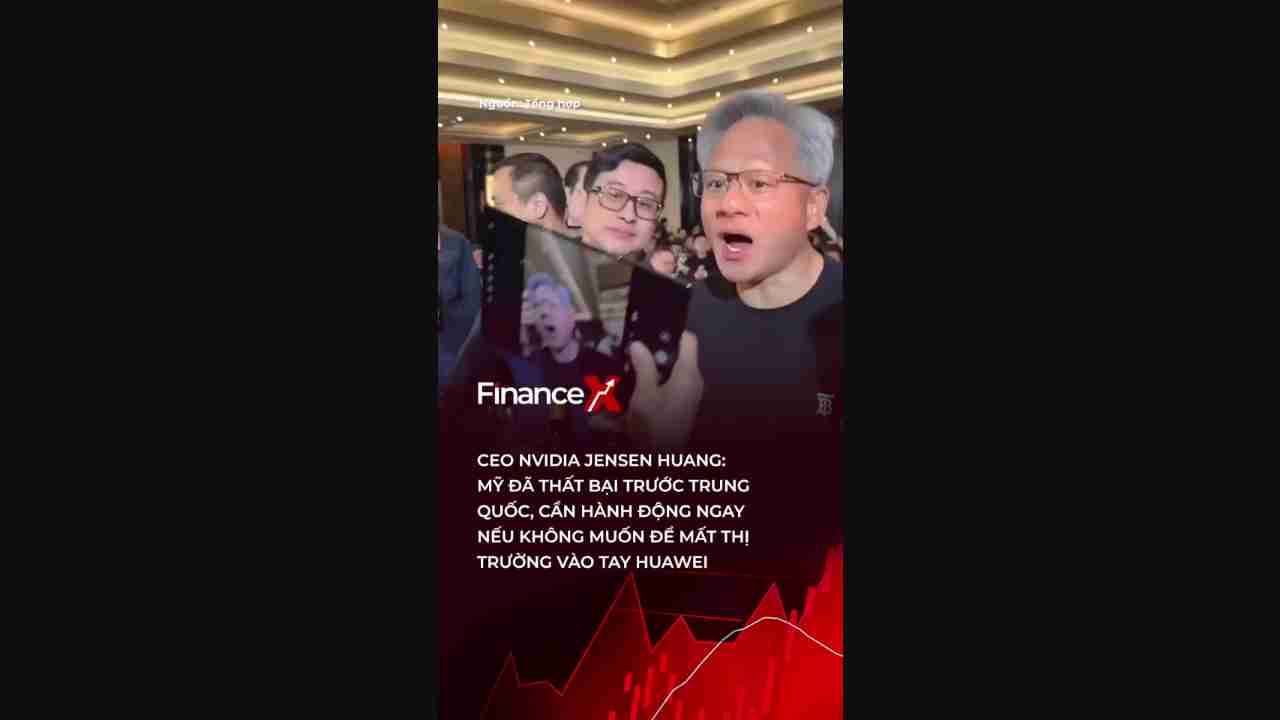 Nguồn: Tổng hợp
FinanceX
CEO NVIDIA JENSEN HUANG:
MỸ ĐÃ THẤT BẠI TRƯỚC TRUNG
QUỐC, CẦN HÀNH ĐỘNG NGAY
NẾU KHÔNG MUỐN ĐỂ MẤT THỊ
TRƯỜNG VÀO TAY HUAWEI